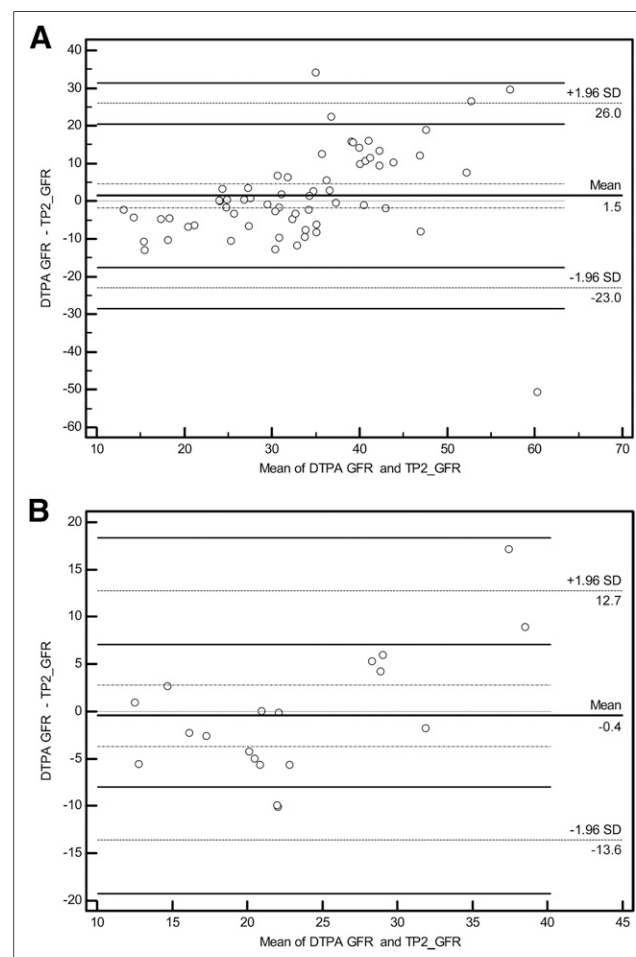 A
40
30
20
10
0
-10
-20
-30
-40
-50
-60
DTPA GFR - TP2_GFR
+1.96 SD
26.0
Mean
1.5
-1.96 SD
-23.0
10 20 30 40 50 60 70
Mean of DTPA GFR and TP2_GFR
B
20
15
10
5
0
-5
-10
-15
-20
DTPA GFR - TP2_GFR
+1.96 SD
12.7
Mean
-0.4
-1.96 SD
-13.6
10 15 20 25 30 35 40 45
Mean of DTPA GFR and TP2_GFR